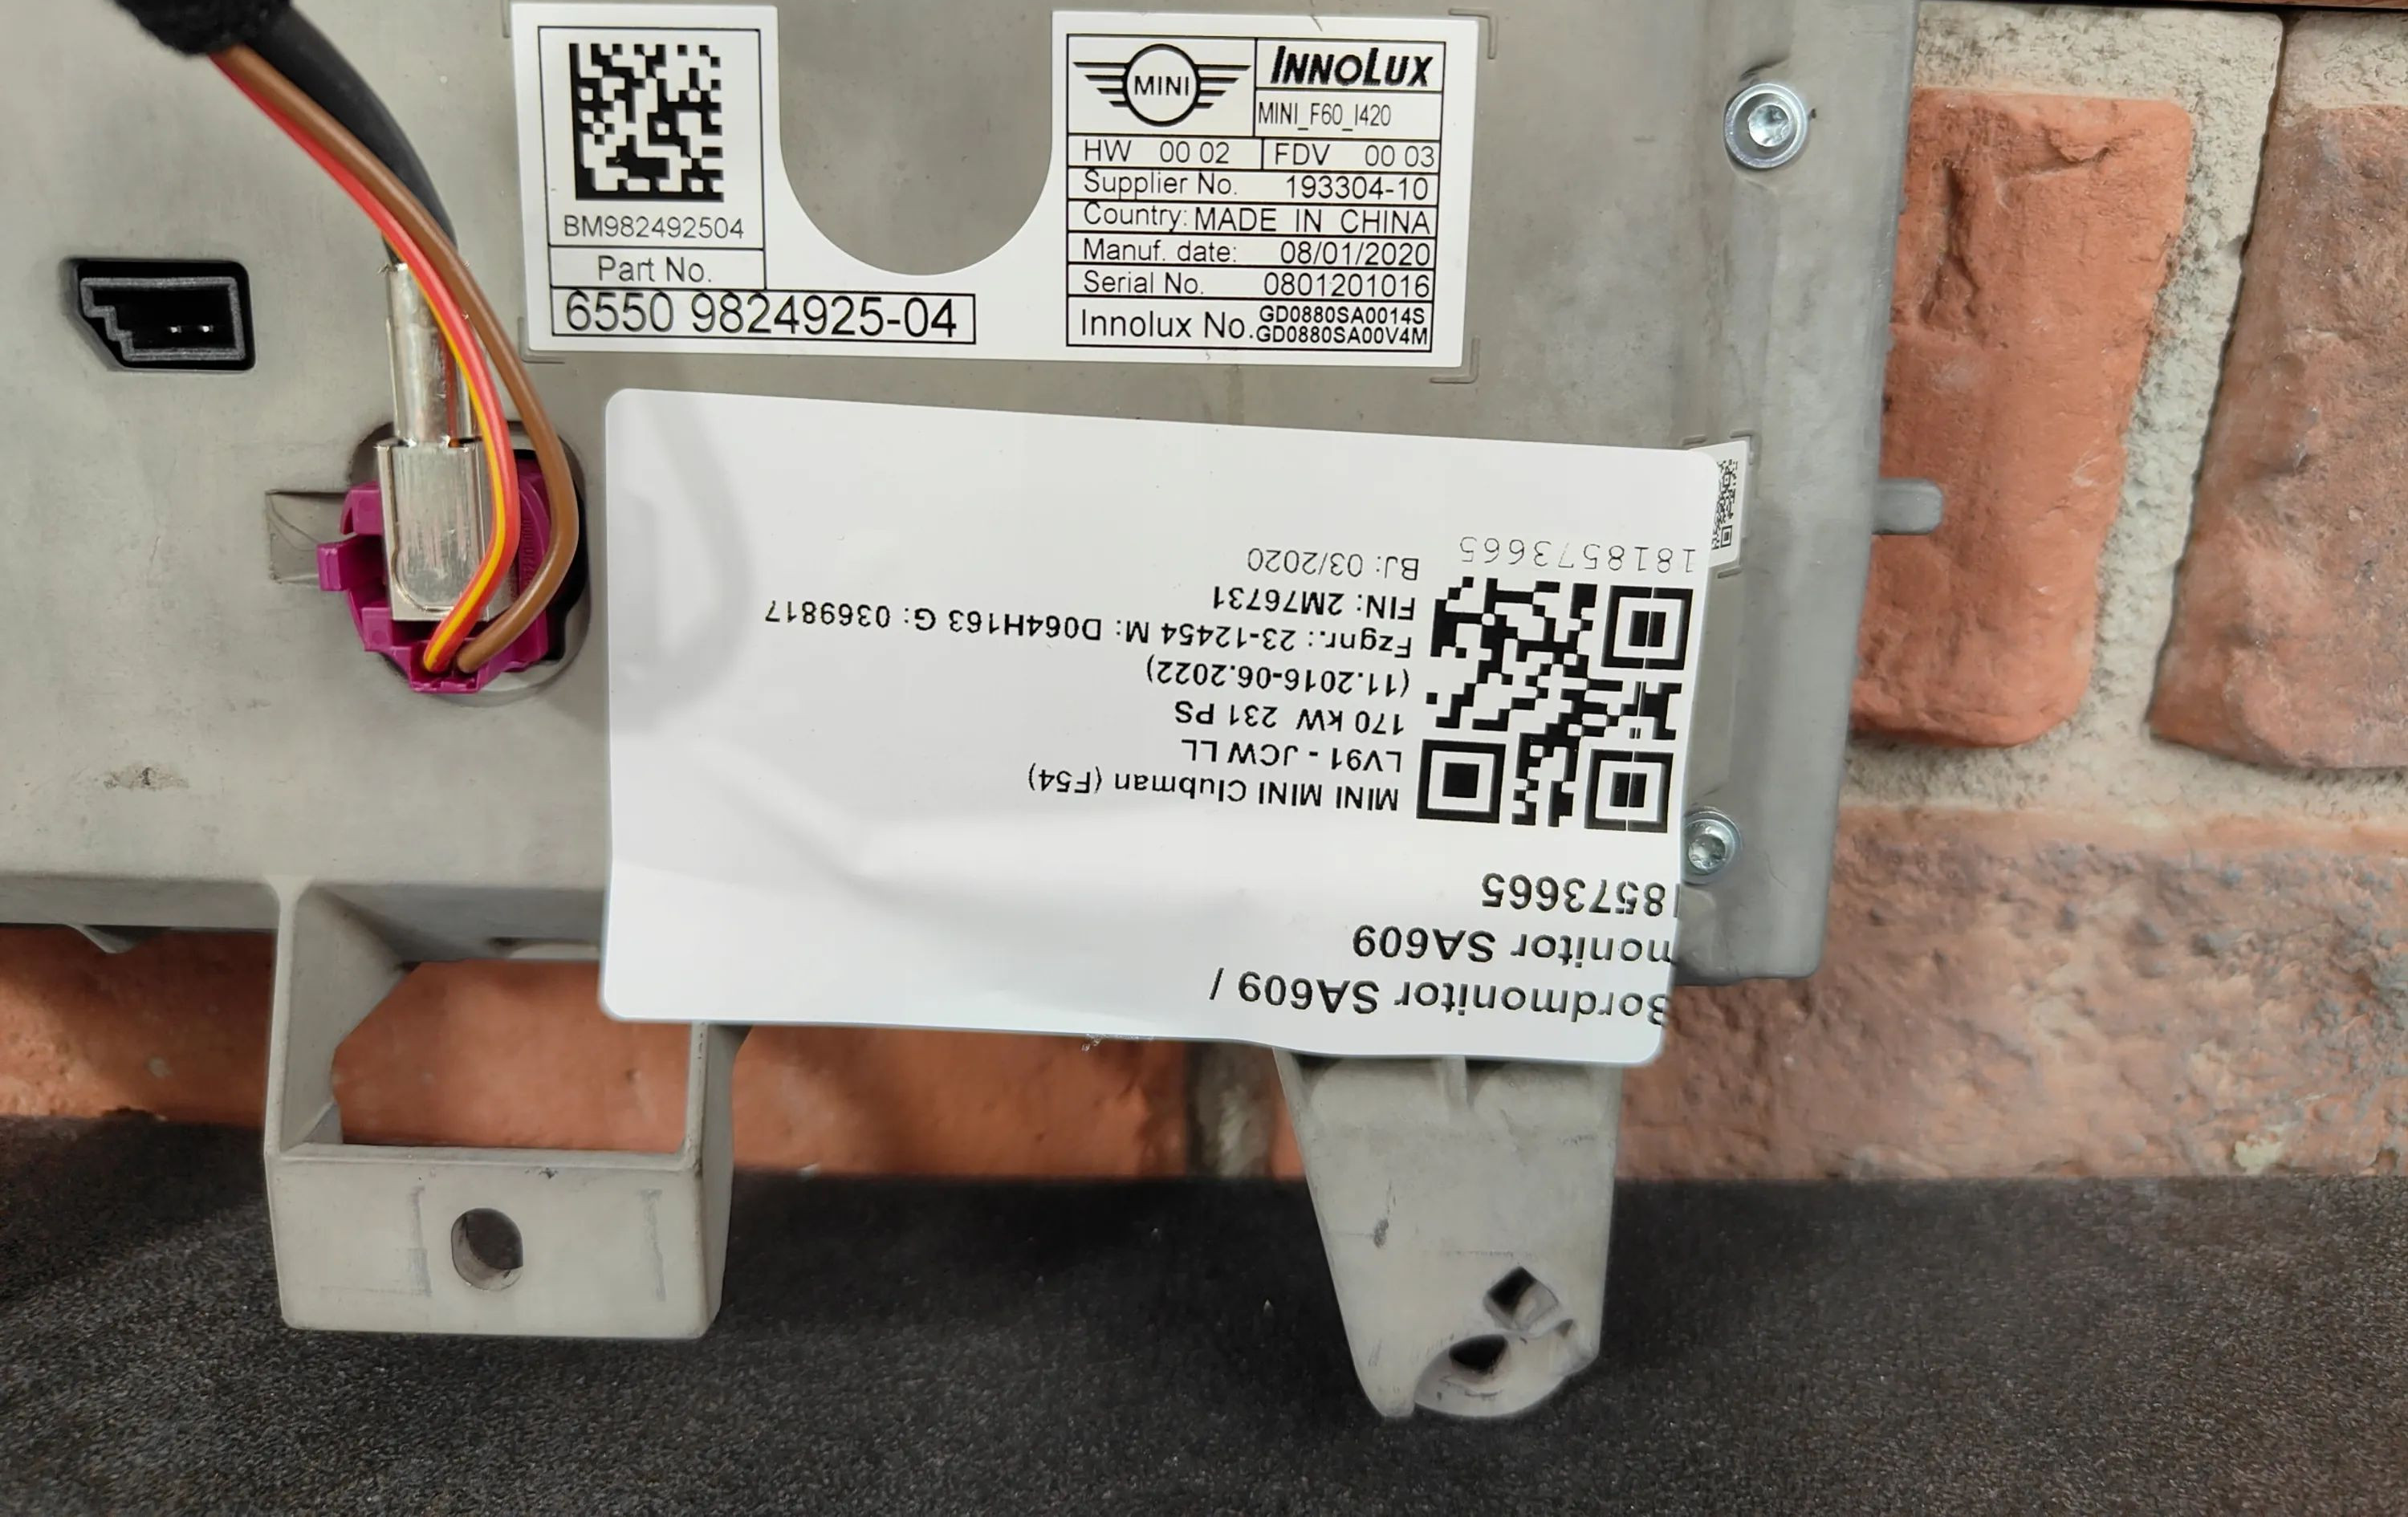 BM982492504
Part No.
6550 9824925-04
MINI
INNOLUX
MINI_F60_I420
HW 00 02 FDV 00 03
Supplier No. 193304-10
Country: MADE IN CHINA
Manuf. date: 08/01/2020
Serial No. 0801201016
Innolux No. GD0880SA0014S
GD0880SA00V4M
Bordmonitor SA609 /
monitor SA609
18573665
MINI MINI Clubman (F54)
LV91 - JCW LL
170 kW 231 PS
(11.2016-06.2022)
Fzgnr.: 23-12454 M: D064H163 G: 0369817
FIN: 2M76731
BJ: 03/2020
1818573665